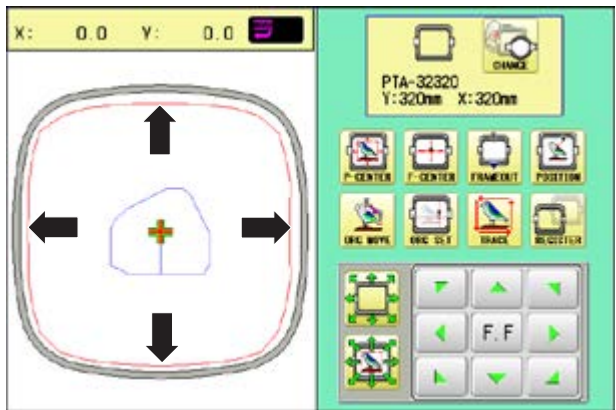 X: 0.0 Y: 0.0
CHANGE
PTA-32320
Y:320mm X:320mm
P-CENTER F-CENTER FRAMEOUT POSITION
ORG MOVE ORG SET TRACE REGISTER
F.F